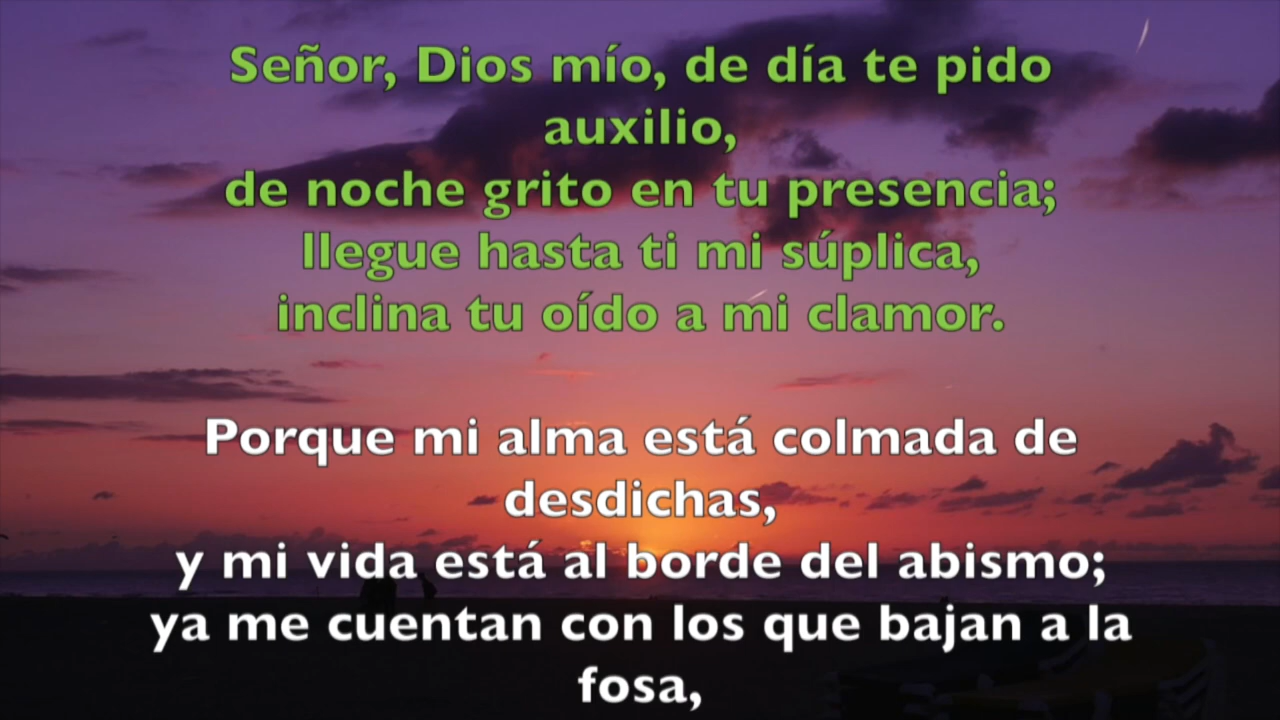 Señor, Dios mío, de día te pido
auxilio,
de noche grito en tu presencia;
llegue hasta ti mi súplica,
inclina tu oído a mi clamor.
Porque mi alma está colmada de
desdichas,
y mi vida está al borde del abismo;
ya me cuentan con los que bajan a la
fosa,